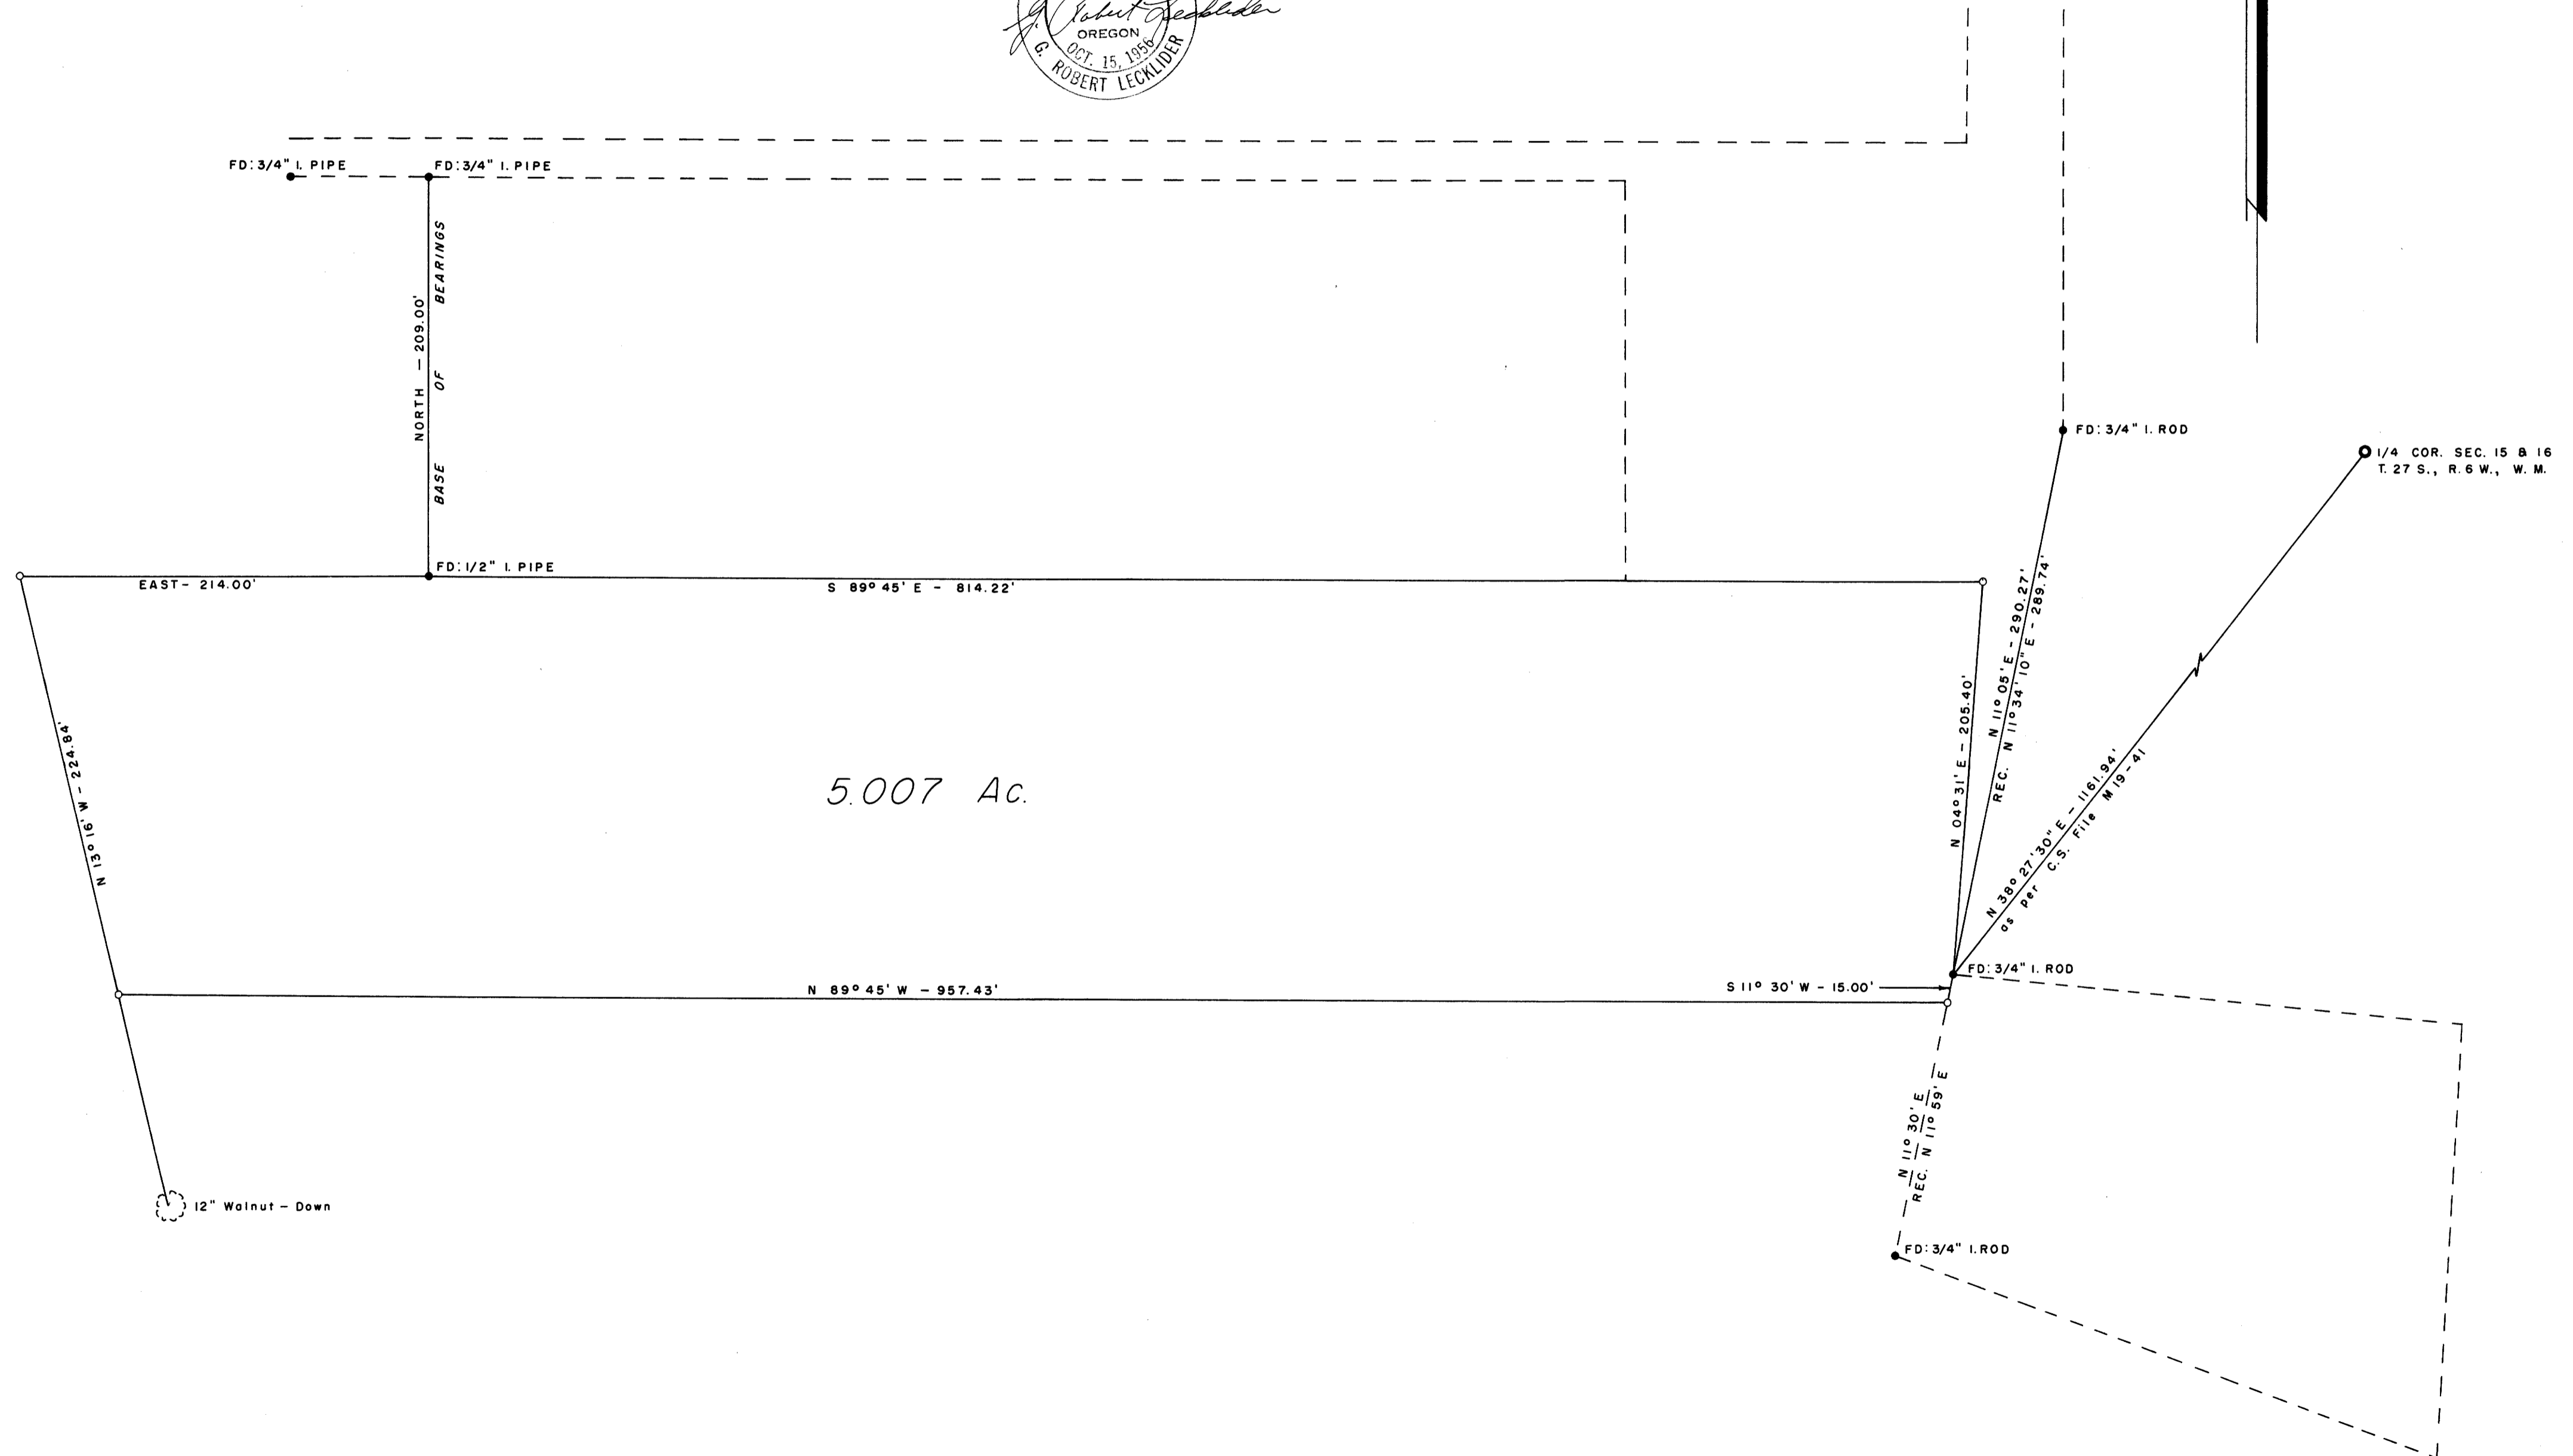 G. Robert Lecklider
OREGON
OCT. 15, 1956
G. ROBERT LECKLIDER
FD: 3/4" I. PIPE
FD: 3/4" I. PIPE
NORTH — 209.00'
BASE OF BEARINGS
FD: 3/4" I. ROD
1/4 COR. SEC. 15 & 16
T. 27 S., R. 6 W., W. M.
FD: 1/2" I. PIPE
EAST- 214.00'
S 89° 45' E - 814.22'
N 11° 05' E - 290.27'
REC. N 11° 34' 10" E - 289.74'
N 04° 31' E - 205.40'
N 13° 16' W - 224.84'
5.007 Ac.
N 38° 27' 30" E - 1161.94'
as per C.S. File M 19-41
FD: 3/4" I. ROD
N 89° 45' W - 957.43'
S 11° 30' W - 15.00'
N 11° 30' E
REC. N 11° 59' E
12" Walnut - Down
FD: 3/4" I. ROD